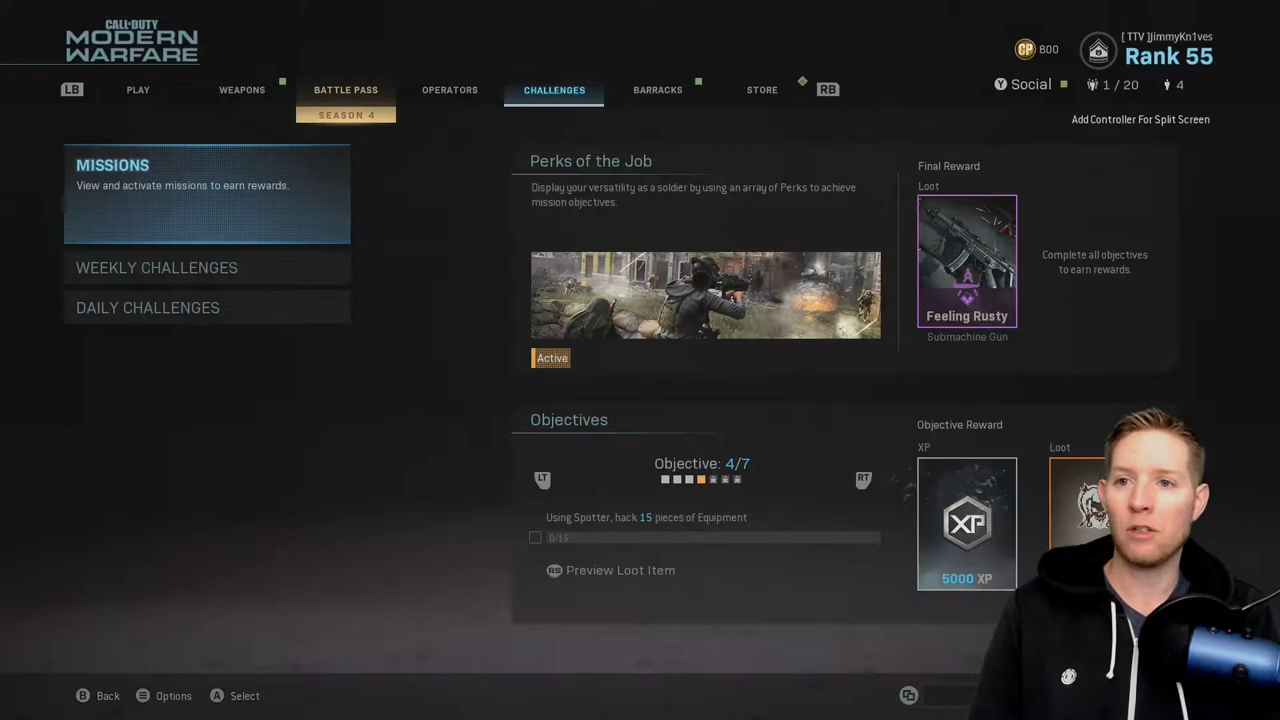 CALL OF DUTY
MODERN
WARFARE
CP 800
[ TTV ]JimmyKn1ves
Rank 55
LB
PLAY
WEAPONS
BATTLE PASS
SEASON 4
OPERATORS
CHALLENGES
BARRACKS
STORE
RB
Y Social
1 / 20
4
Add Controller For Split Screen
MISSIONS
View and activate missions to earn rewards.
WEEKLY CHALLENGES
DAILY CHALLENGES
Perks of the Job
Display your versatility as a soldier by using an array of Perks to achieve
mission objectives.
Active
Final Reward
Loot
Feeling Rusty
Submachine Gun
Complete all objectives
to earn rewards.
Objectives
LT
Objective: 4/7
RT
Using Spotter, hack 15 pieces of Equipment
0/15
RS Preview Loot Item
Objective Reward
XP
Loot
XP
5000 XP
B Back
Options
A Select